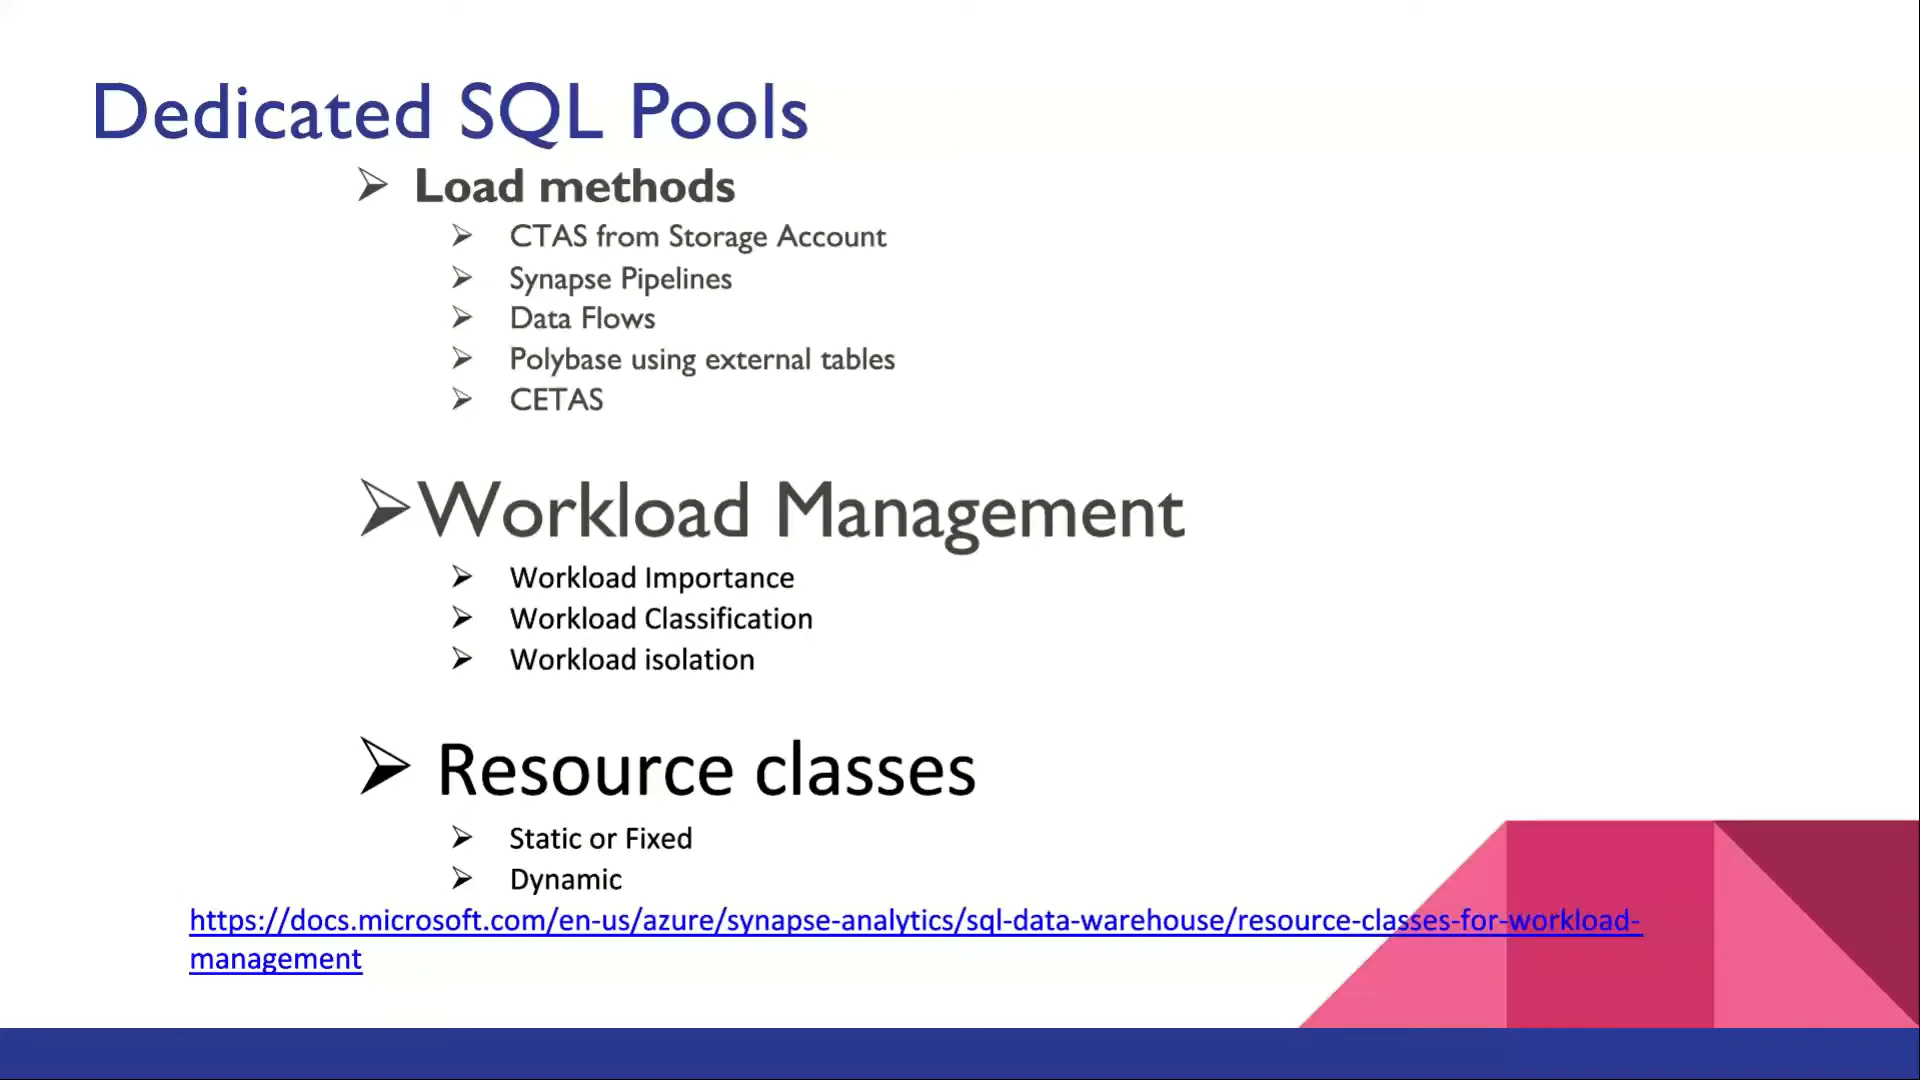 Dedicated SQL Pools
Load methods
CTAS from Storage Account
Synapse Pipelines
Data Flows
Polybase using external tables
CETAS
Workload Management
Workload Importance
Workload Classification
Workload isolation
Resource classes
Static or Fixed
Dynamic
https://docs.microsoft.com/en-us/azure/synapse-analytics/sql-data-warehouse/resource-classes-for-workload-
management